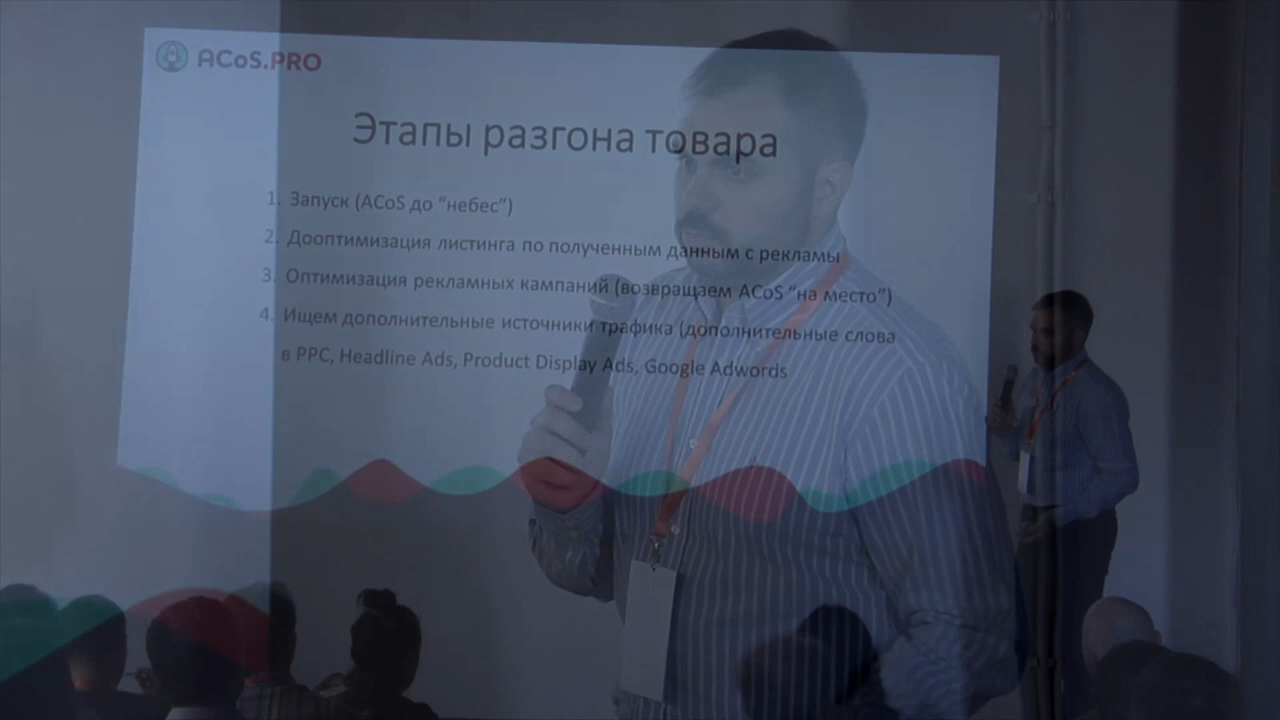 ACoS.PRO
Этапы разгона товара
1. Запуск (ACoS до “небес”)
2. Дооптимизация листинга по полученным данным с рекламы
3. Оптимизация рекламных кампаний (возвращаем ACoS “на место”)
4. Ищем дополнительные источники трафика (дополнительные слова
в PPC, Headline Ads, Product Display Ads, Google Adwords